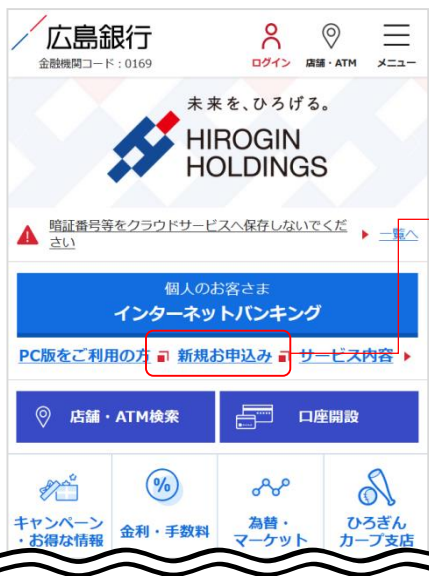 広島銀行
金融機関コード:0169
ログイン 店舗・ATM メニュー
未来を、ひろげる。
HIROGIN
HOLDINGS
暗証番号等をクラウドサービスへ保存しないでくだ
さい
一覧へ
個人のお客さま
インターネットバンキング
PC版をご利用の方 新規お申込み サービス内容
店舗・ATM検索 口座開設
キャンペーン
・お得な情報
金利・手数料
為替・
マーケット
ひろぎん
カープ支店